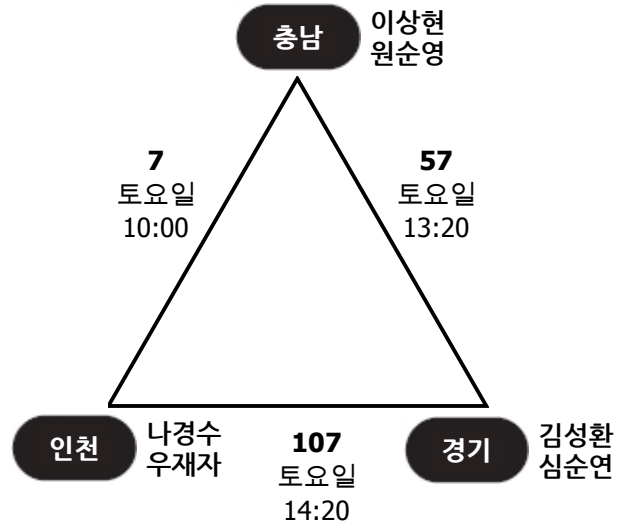 충남
이상현
원순영
7
토요일
10:00
57
토요일
13:20
인천
나경수
우재자
107
토요일
14:20
경기
김성환
심순연